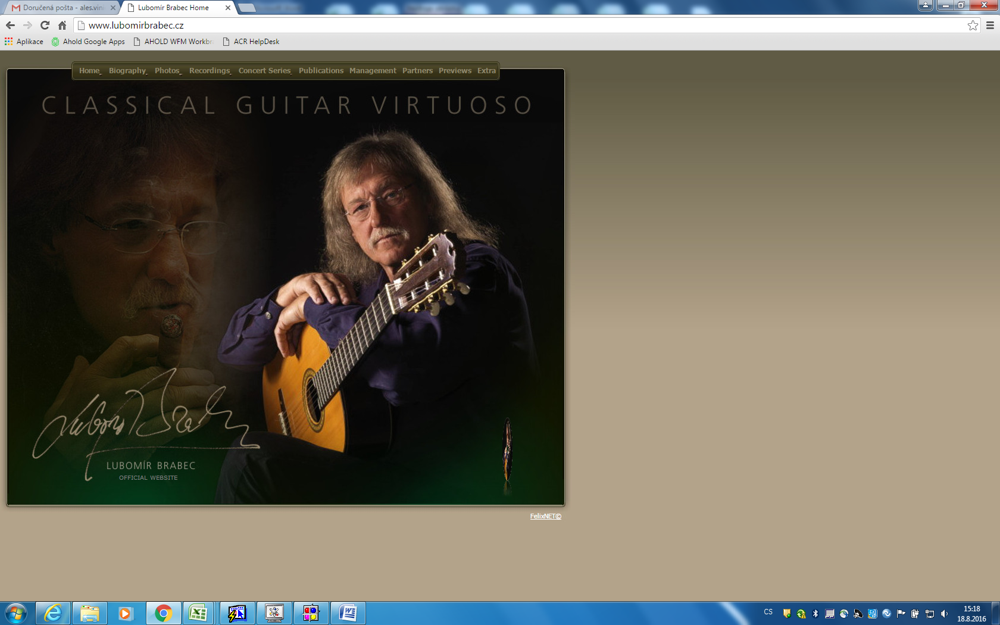 Doručená pošta - ales.vin
Lubomír Brabec Home
www.lubomirbrabec.cz
Aplikace Ahold Google Apps AHOLD WFM Workbr ACR HelpDesk
Home Biography Photos Recordings Concert Series Publications Management Partners Previews Extra
CLASSICAL GUITAR VIRTUOSO
Lubomír Brabec
LUBOMÍR BRABEC
OFFICIAL WEBSITE
FelixNET©
CS
15:18
18.8.2016